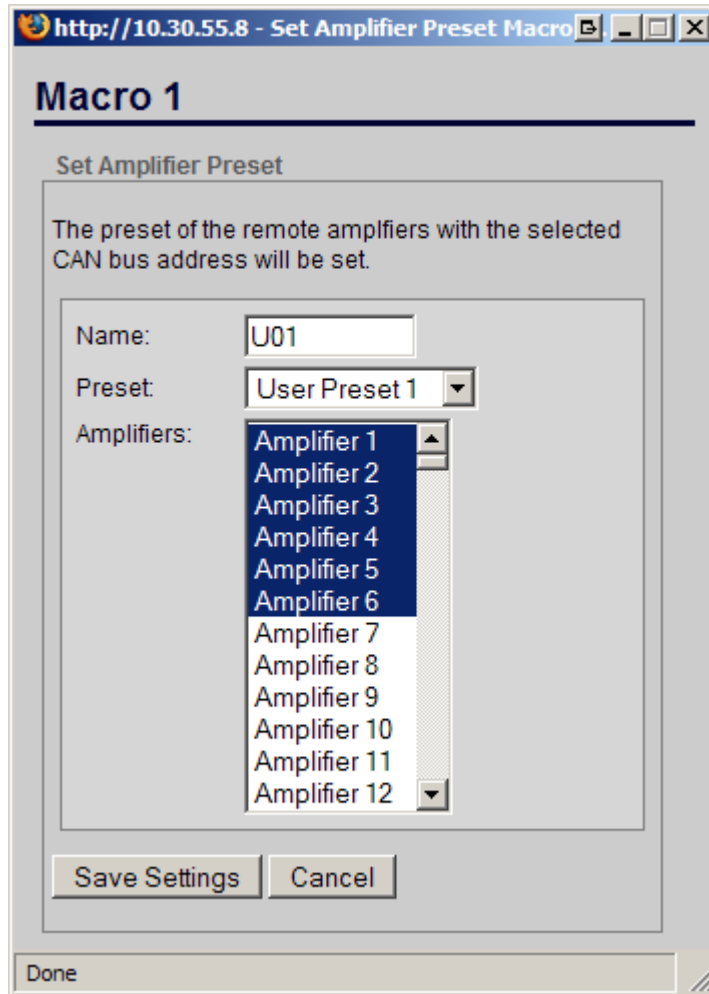 http://10.30.55.8 - Set Amplifier Preset Macro
Macro 1
Set Amplifier Preset
The preset of the remote amplfiers with the selected
CAN bus address will be set.
Name: U01
Preset: User Preset 1
Amplifiers:
Amplifier 1
Amplifier 2
Amplifier 3
Amplifier 4
Amplifier 5
Amplifier 6
Amplifier 7
Amplifier 8
Amplifier 9
Amplifier 10
Amplifier 11
Amplifier 12
Save Settings Cancel
Done